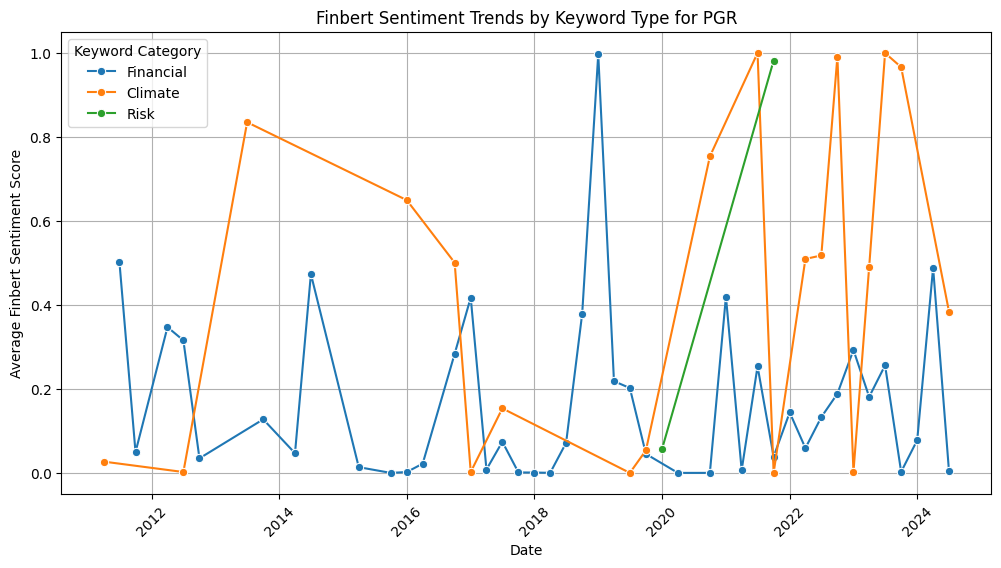 Finbert Sentiment Trends by Keyword Type for PGR
Keyword Category
Financial
Climate
Risk
Average Finbert Sentiment Score
1.0
0.8
0.6
0.4
0.2
0.0
2012
2014
2016
2018
2020
2022
2024
Date